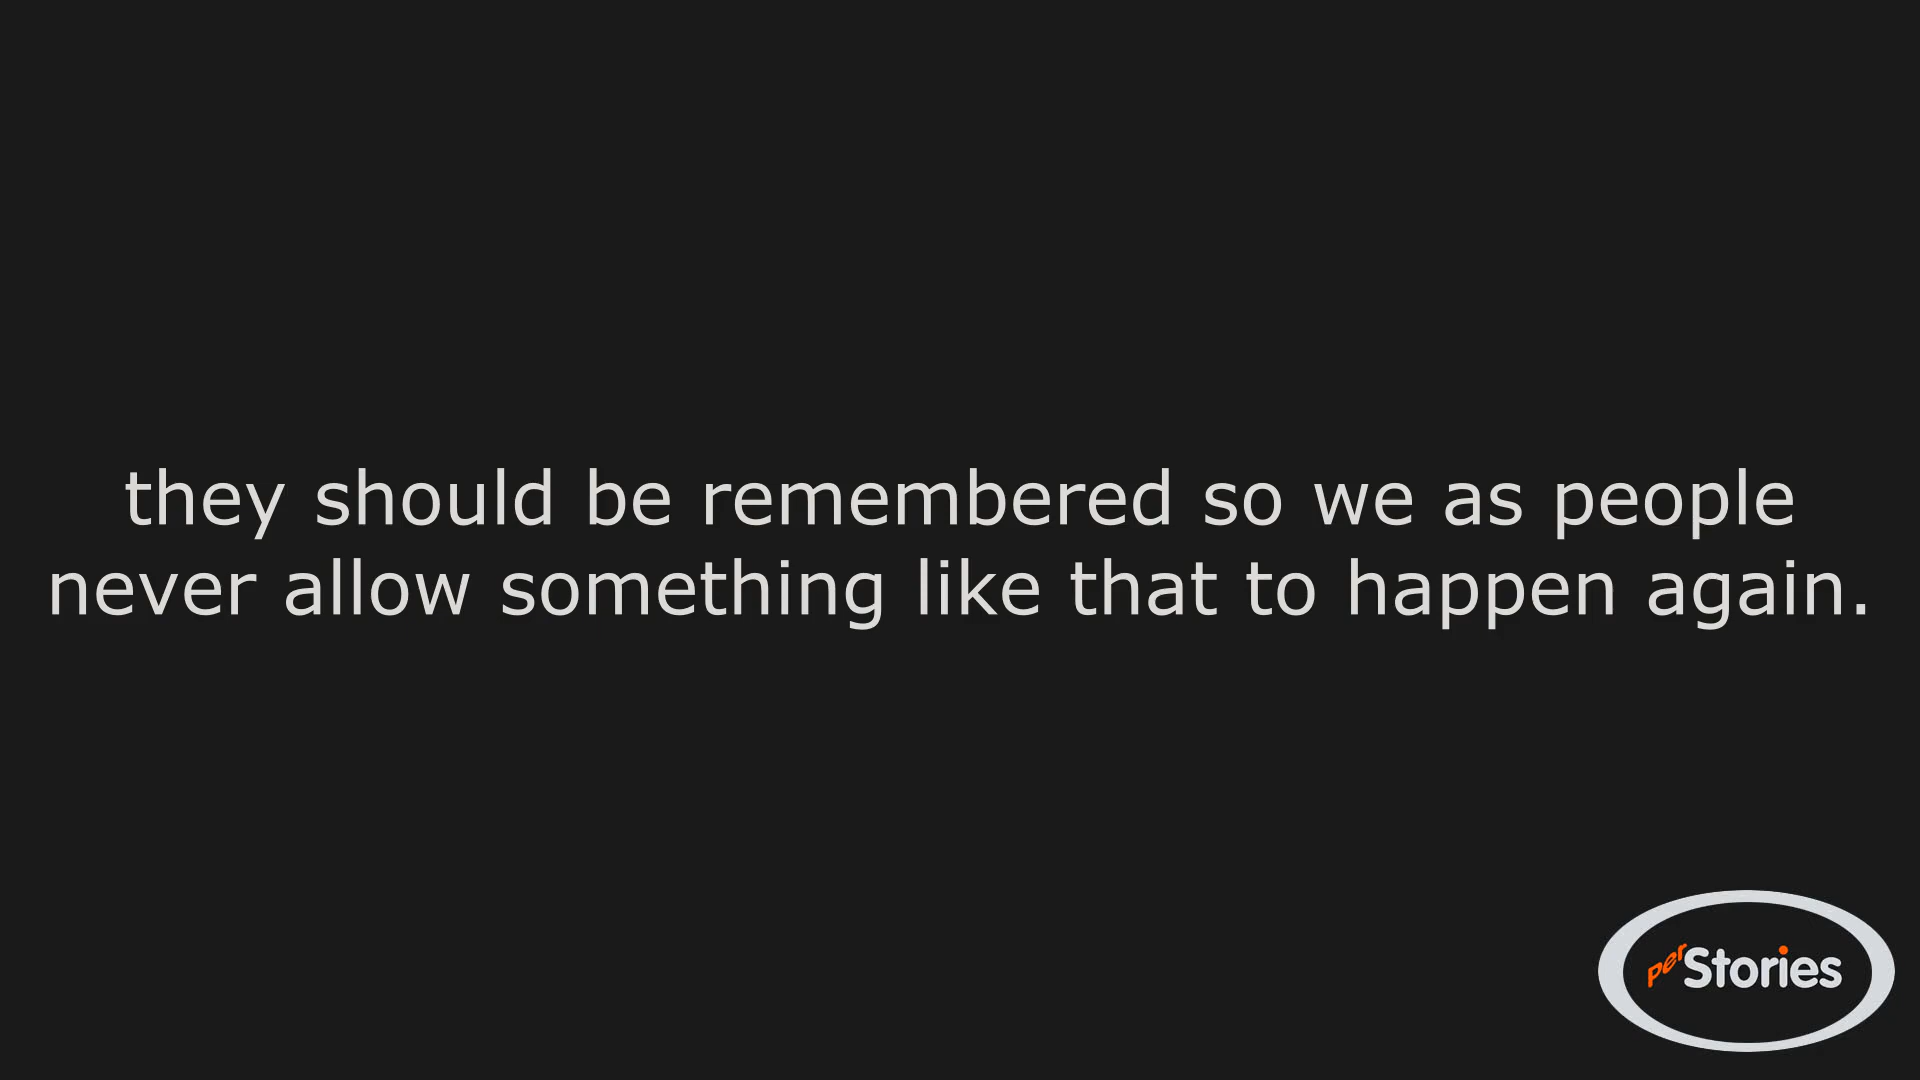 they should be remembered so we as people
never allow something like that to happen again.
perStories